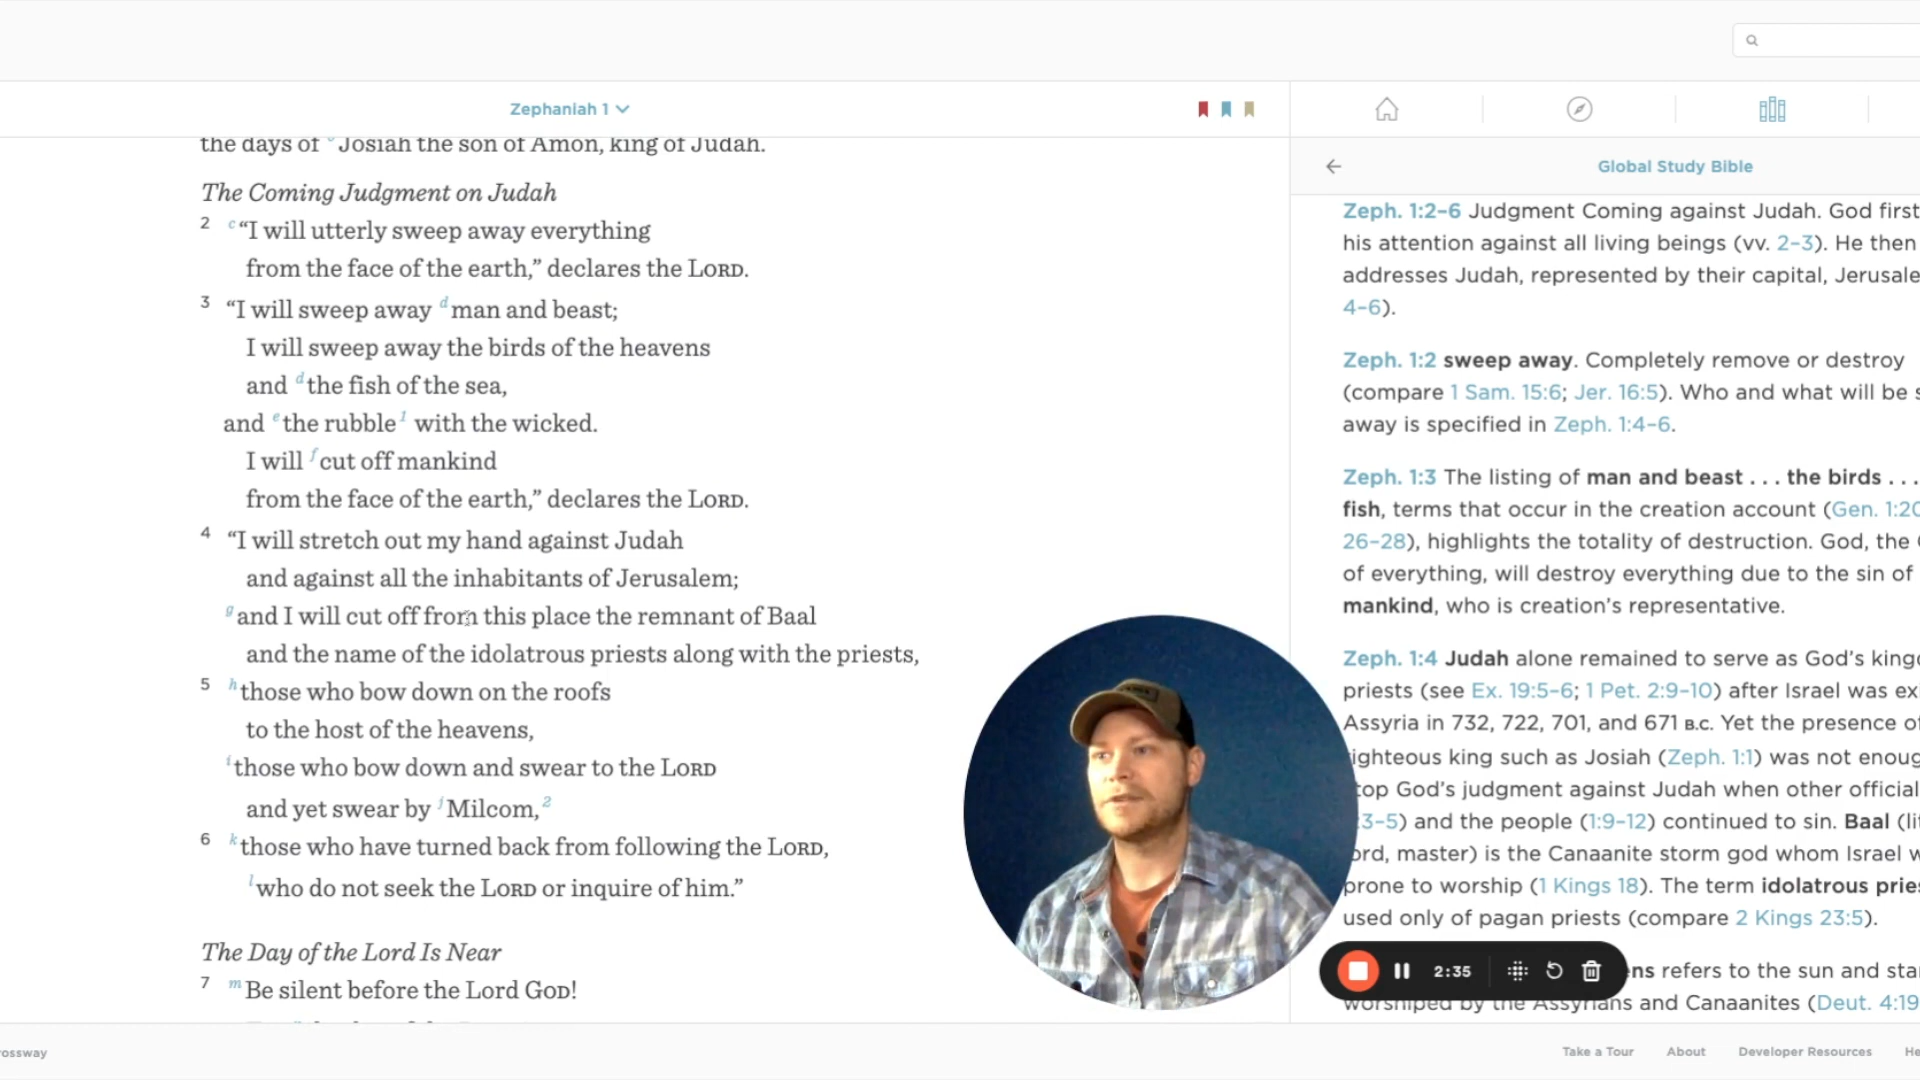 Zephaniah 1
the days of Josiah the son of Amon, king of Judah.
The Coming Judgment on Judah
2 c “I will utterly sweep away everything
from the face of the earth,” declares the LORD.
3 “I will sweep away d man and beast;
I will sweep away the birds of the heavens
and d the fish of the sea,
and e the rubble 1 with the wicked.
I will f cut off mankind
from the face of the earth,” declares the LORD.
4 “I will stretch out my hand against Judah
and against all the inhabitants of Jerusalem;
g and I will cut off from this place the remnant of Baal
and the name of the idolatrous priests along with the priests,
5 h those who bow down on the roofs
to the host of the heavens,
i those who bow down and swear to the LORD
and yet swear by j Milcom, 2
6 k those who have turned back from following the LORD,
l who do not seek the LORD or inquire of him.”
The Day of the Lord Is Near
7 m Be silent before the Lord GOD!
Global Study Bible
Zeph. 1:2–6 Judgment Coming against Judah. God first
his attention against all living beings (vv. 2–3). He then
addresses Judah, represented by their capital, Jerusale
4–6).
Zeph. 1:2 sweep away. Completely remove or destroy
(compare 1 Sam. 15:6; Jer. 16:5). Who and what will be s
away is specified in Zeph. 1:4–6.
Zeph. 1:3 The listing of man and beast . . . the birds . . .
fish, terms that occur in the creation account (Gen. 1:20
26–28), highlights the totality of destruction. God, the
of everything, will destroy everything due to the sin of
mankind, who is creation’s representative.
Zeph. 1:4 Judah alone remained to serve as God’s kingd
priests (see Ex. 19:5–6; 1 Pet. 2:9–10) after Israel was ex
Assyria in 732, 722, 701, and 671 B.C. Yet the presence of
ighteous king such as Josiah (Zeph. 1:1) was not enoug
top God’s judgment against Judah when other official
3–5) and the people (1:9–12) continued to sin. Baal (li
ord, master) is the Canaanite storm god whom Israel w
prone to worship (1 Kings 18). The term idolatrous prie
used only of pagan priests (compare 2 Kings 23:5).
ns refers to the sun and sta
worshiped by the Assyrians and Canaanites (Deut. 4:19
2:35
rossway
Take a Tour
About
Developer Resources
He